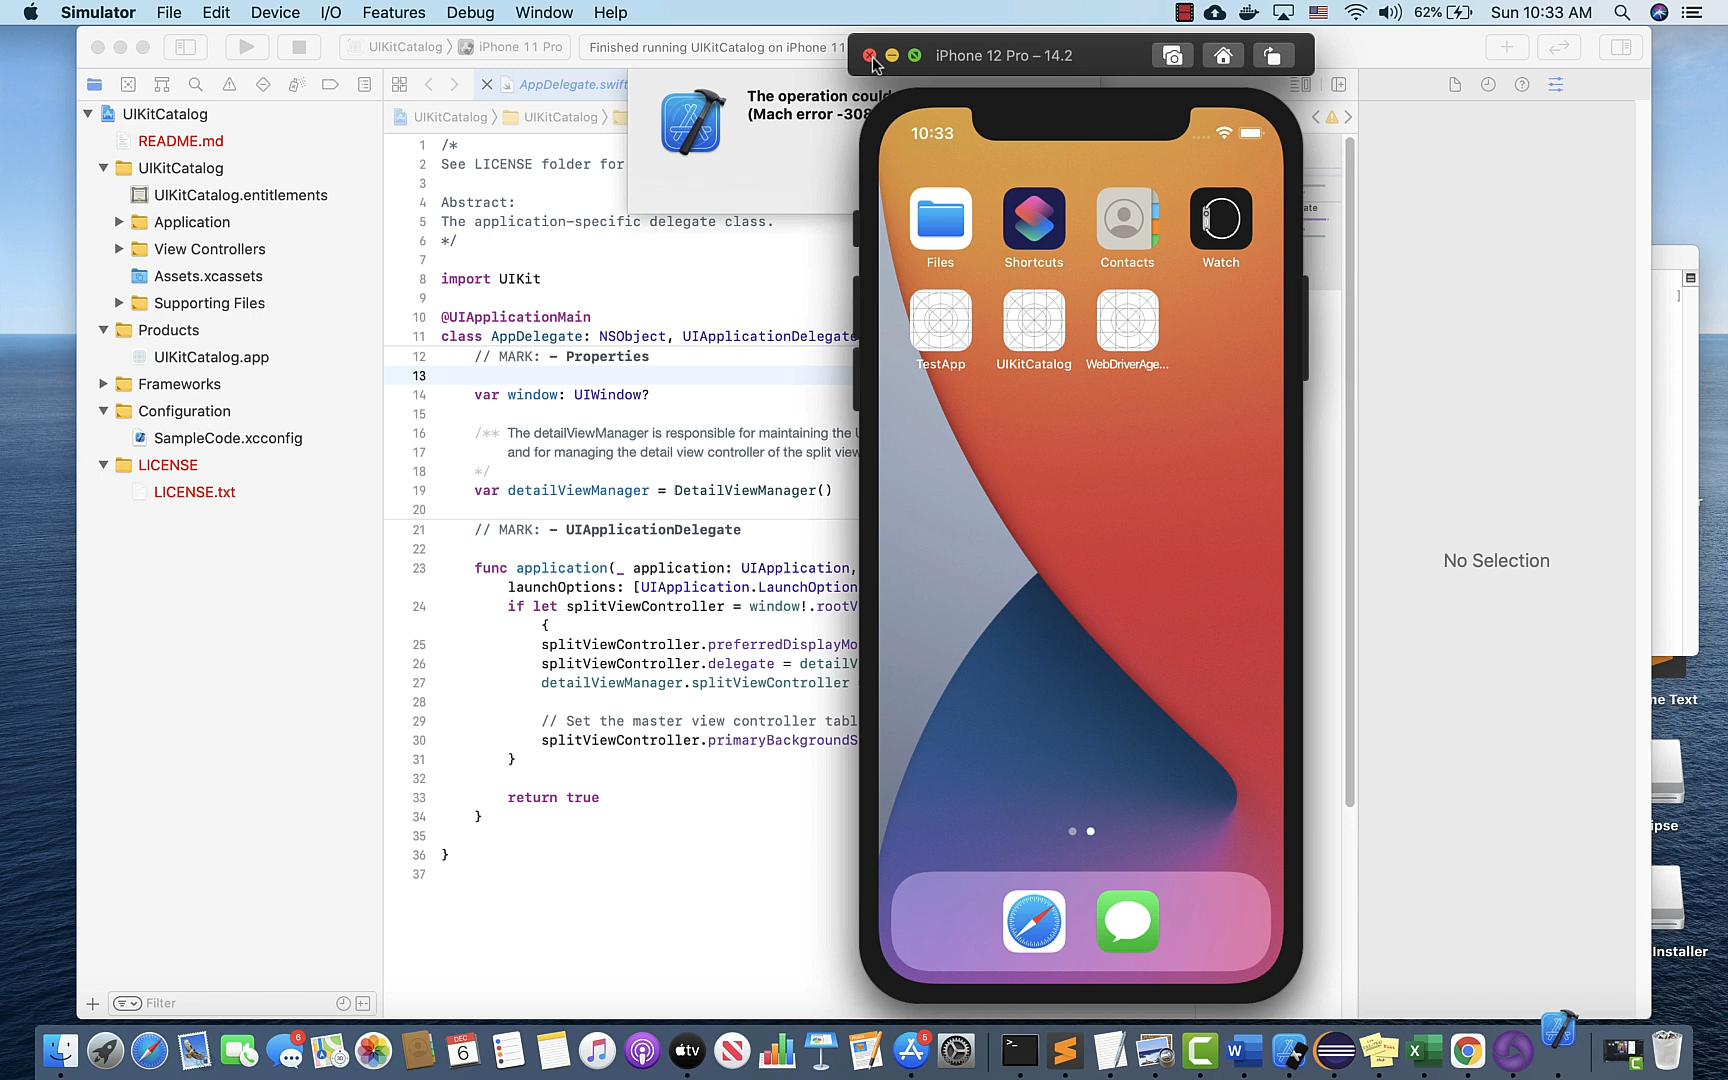 Simulator File Edit Device I/O Features Debug Window Help 62% Sun 10:33 AM
UIKitCatalog iPhone 11 Pro Finished running UIKitCatalog on iPhone 11
iPhone 12 Pro – 14.2
AppDelegate.swift
The operation could
(Mach error -308
UIKitCatalog UIKitCatalog
UIKitCatalog
README.md
UIKitCatalog
UIKitCatalog.entitlements
Application
View Controllers
Assets.xcassets
Supporting Files
Products
UIKitCatalog.app
Frameworks
Configuration
SampleCode.xcconfig
LICENSE
LICENSE.txt
Filter
1 /*
2 See LICENSE folder for
3
4 Abstract:
5 The application-specific delegate class.
6 */
7
8 import UIKit
9
10 @UIApplicationMain
11 class AppDelegate: NSObject, UIApplicationDelegate
12 // MARK: - Properties
13
14 var window: UIWindow?
15
16 /** The detailViewManager is responsible for maintaining the U
17 and for managing the detail view controller of the split view
18 */
19 var detailViewManager = DetailViewManager()
20
21 // MARK: - UIApplicationDelegate
22
23 func application(_ application: UIApplication,
launchOptions: [UIApplication.LaunchOption
24 if let splitViewController = window!.rootV
{
25 splitViewController.preferredDisplayMo
26 splitViewController.delegate = detailV
27 detailViewManager.splitViewController
28
29 // Set the master view controller tabl
30 splitViewController.primaryBackgroundS
31 }
32
33 return true
34 }
35
36 }
37
10:33
Files Shortcuts Contacts Watch
TestApp UIKitCatalog WebDriverAge...
ate
No Selection
ne Text
ipse
Installer
6
DEC
6
tv
5